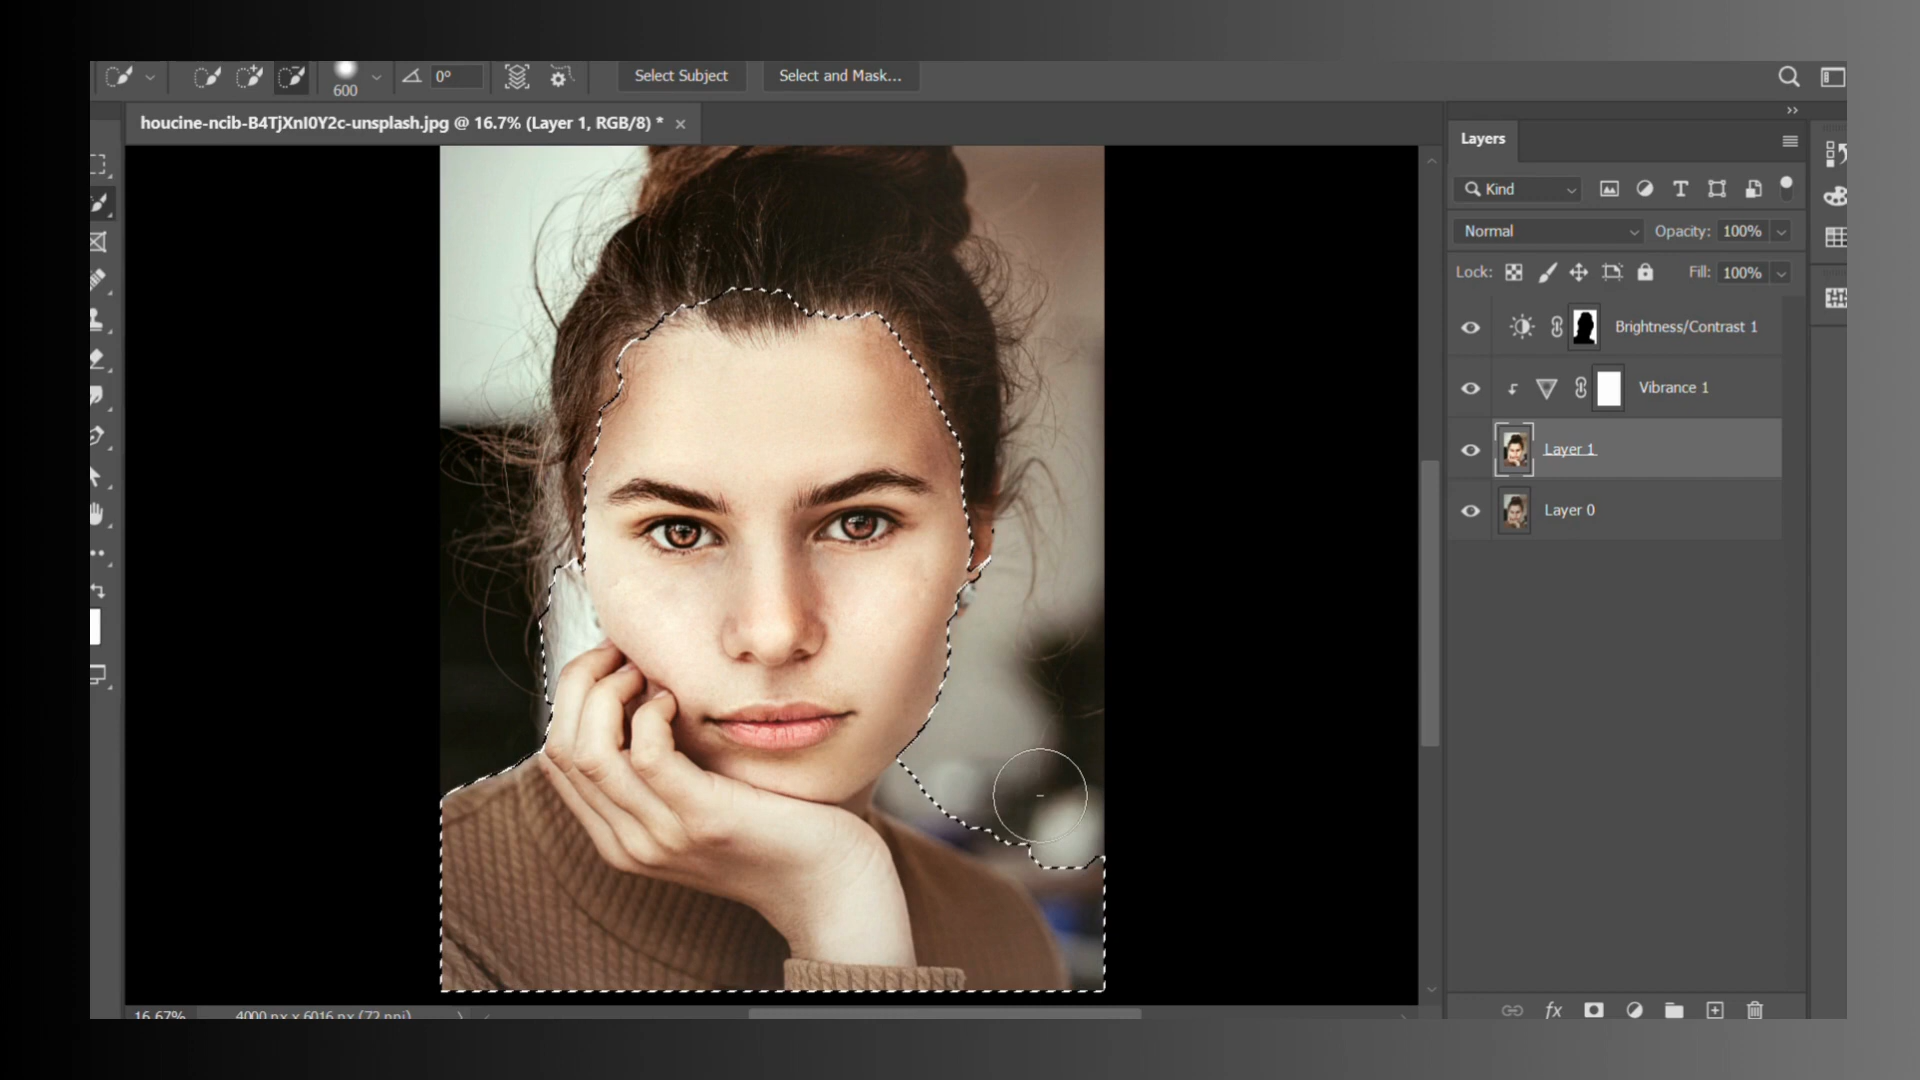 600
0°
Select Subject
Select and Mask...
houcine-ncib-B4TjXnI0Y2c-unsplash.jpg @ 16.7% (Layer 1, RGB/8) *
Layers
Kind
Normal
Opacity: 100%
Lock:
Fill: 100%
Brightness/Contrast 1
Vibrance 1
Layer 1
Layer 0
fx
16.67%
4000 px x 6016 px (72 ppi)